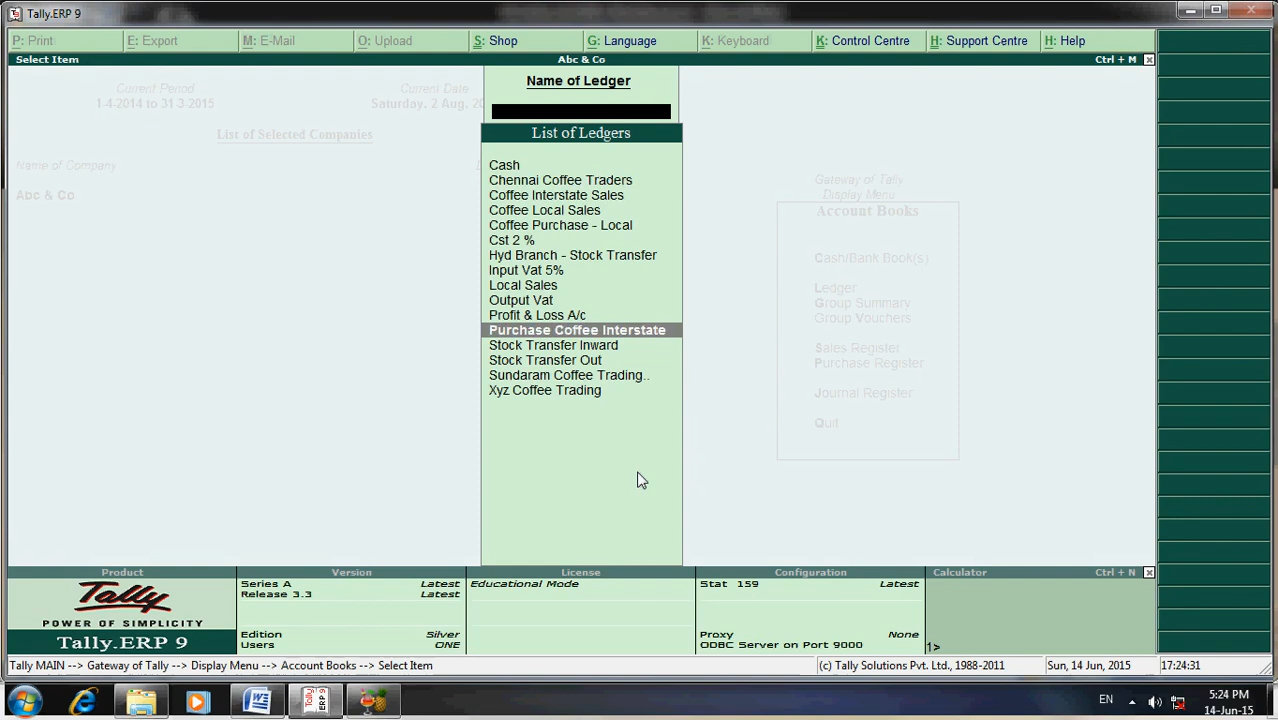 Tally.ERP 9
P: Print E: Export M: E-Mail O: Upload S: Shop G: Language K: Keyboard K: Control Centre H: Support Centre H: Help
Select Item Abc & Co Ctrl + M
Current Period Current Date
1-4-2014 to 31-3-2015 Saturday, 2 Aug, 20
List of Selected Companies
Name of Company
Abc & Co
Name of Ledger
List of Ledgers
Cash
Chennai Coffee Traders
Coffee Interstate Sales
Coffee Local Sales
Coffee Purchase - Local
Cst 2 %
Hyd Branch - Stock Transfer
Input Vat 5%
Local Sales
Output Vat
Profit & Loss A/c
Purchase Coffee Interstate
Stock Transfer Inward
Stock Transfer Out
Sundaram Coffee Trading..
Xyz Coffee Trading
Gateway of Tally
Display Menu
Account Books
Cash/Bank Book(s)
Ledger
Group Summary
Group Vouchers
Sales Register
Purchase Register
Journal Register
Quit
Product Version License Configuration Calculator Ctrl + N
Tally
POWER OF SIMPLICITY
Tally.ERP 9
Series A Latest
Release 3.3 Latest
Edition Silver
Users ONE
Educational Mode
Stat 159 Latest
Proxy None
ODBC Server on Port 9000
1>
Tally MAIN --> Gateway of Tally --> Display Menu --> Account Books --> Select Item (c) Tally Solutions Pvt. Ltd., 1988-2011 Sun, 14 Jun, 2015 17:24:31
Tally ERP 9
EN
5:24 PM
14-Jun-15